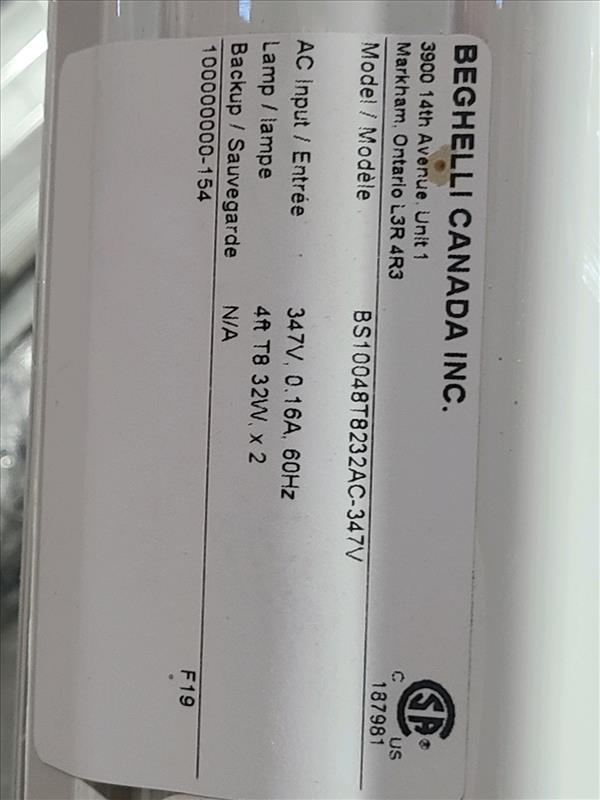 BEGHELLI CANADA INC.
3900 14th Avenue, Unit 1
Markham, Ontario L3R 4R3
CSA®
C US
187981
Model / Modèle BS10048T8232AC-347V
AC Input / Entrée 347V, 0.16A, 60Hz
Lamp / lampe 4ft T8 32W, x 2
Backup / Sauvegarde N/A
100000000-154 F19